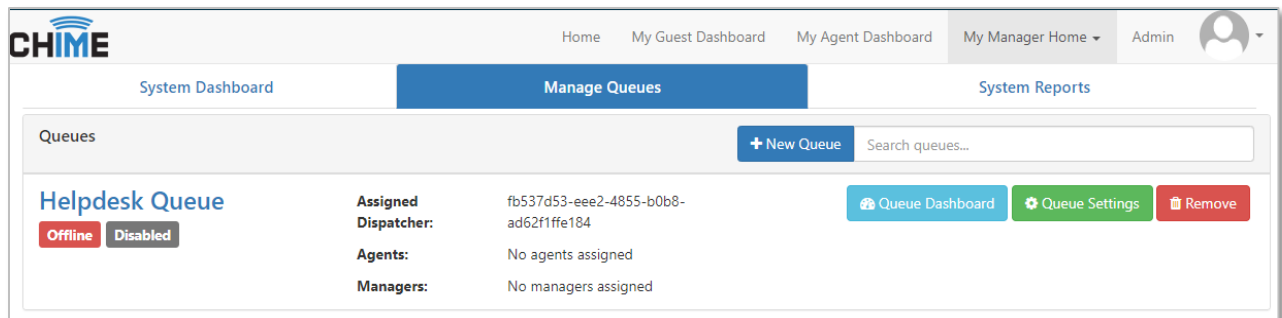 CHIME
Home My Guest Dashboard My Agent Dashboard My Manager Home Admin
System Dashboard Manage Queues System Reports
Queues
+ New Queue Search queues...
Helpdesk Queue
Offline Disabled
Assigned Dispatcher: fb537d53-eee2-4855-b0b8-
ad62f1ffe184
Agents: No agents assigned
Managers: No managers assigned
Queue Dashboard Queue Settings Remove